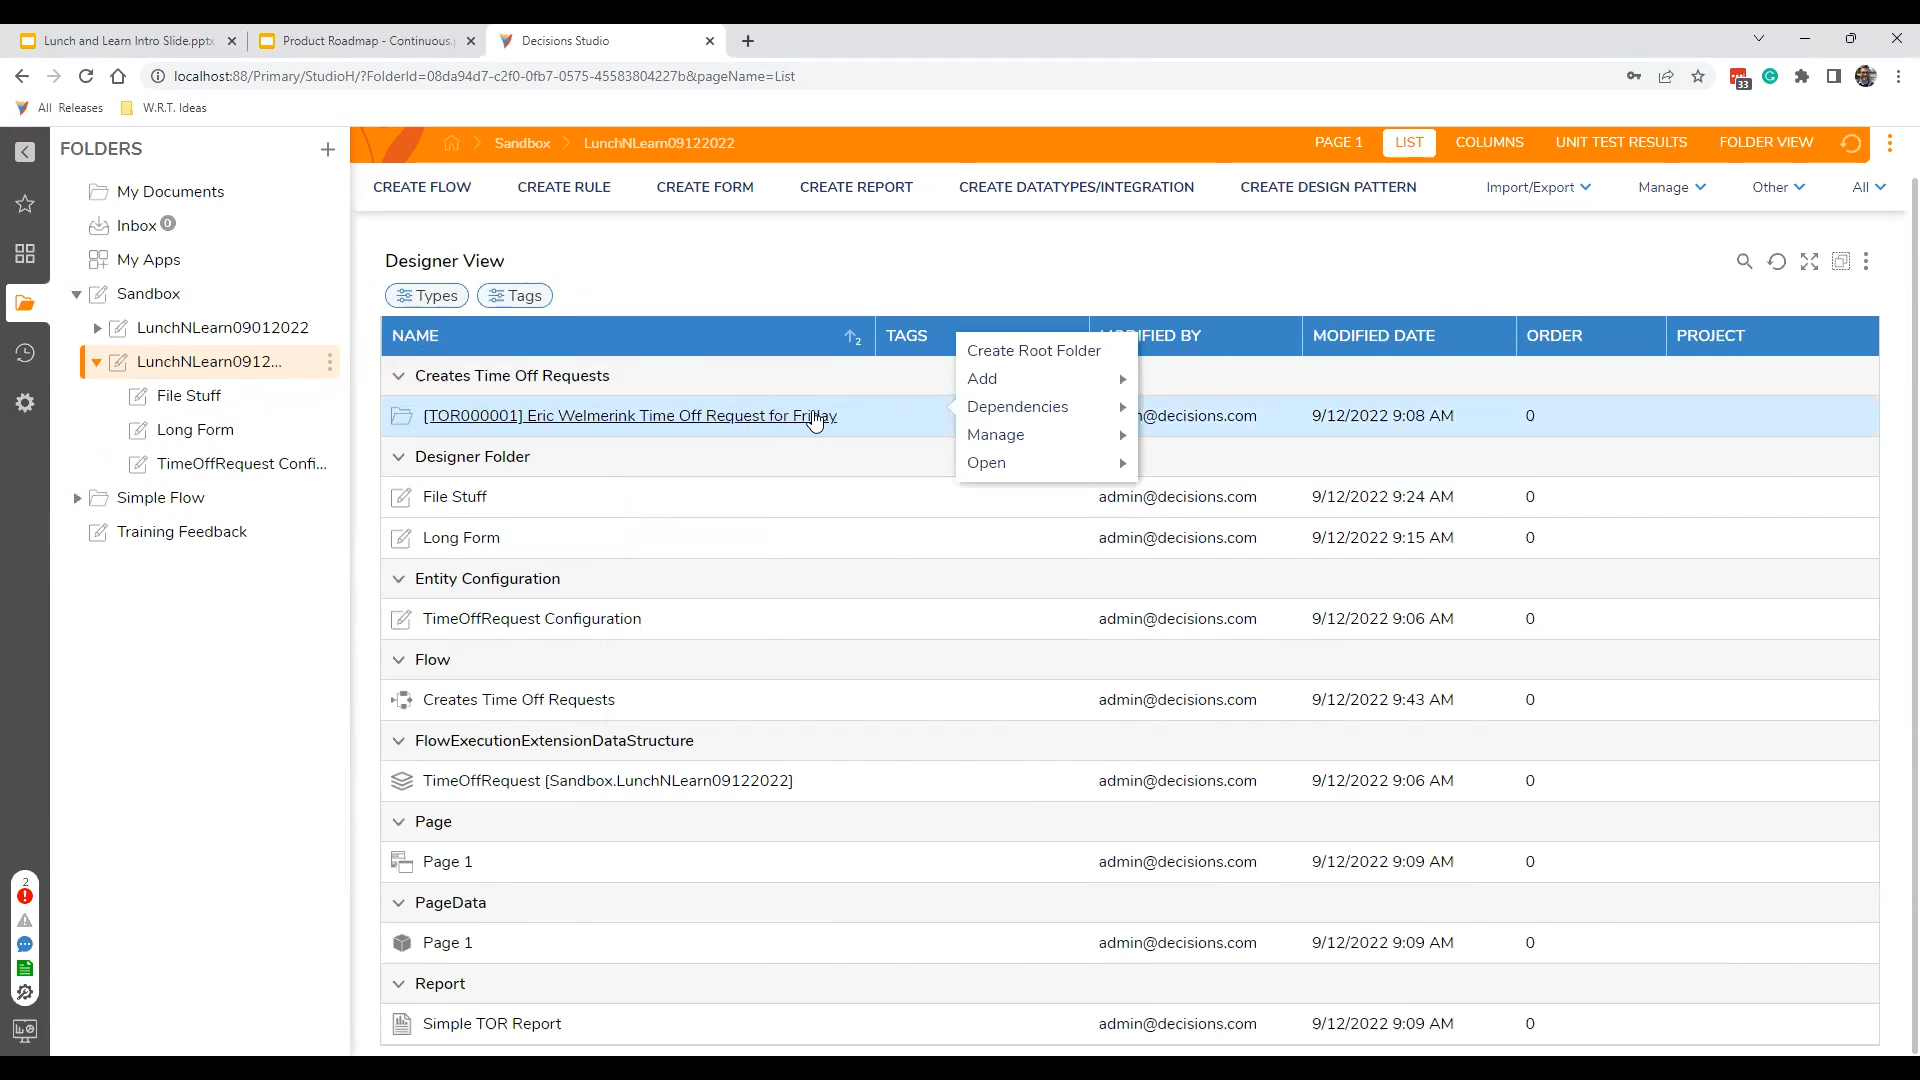 Lunch and Learn Intro Slide.pptx
Product Roadmap - Continuous
Decisions Studio
localhost:88/Primary/StudioH/?FolderId=08da94d7-c2f0-0fb7-0575-45583804227b&pageName=List
33
All Releases
W.R.T. Ideas
FOLDERS
My Documents
Inbox 0
My Apps
Sandbox
LunchNLearn09012022
LunchNLearn0912...
File Stuff
Long Form
TimeOffRequest Confi...
Simple Flow
Training Feedback
2
Sandbox
LunchNLearn09122022
PAGE 1
LIST
COLUMNS
UNIT TEST RESULTS
FOLDER VIEW
CREATE FLOW
CREATE RULE
CREATE FORM
CREATE REPORT
CREATE DATATYPES/INTEGRATION
CREATE DESIGN PATTERN
Import/Export
Manage
Other
All
Designer View
Types
Tags
NAME
2
TAGS
MODIFIED DATE
ORDER
PROJECT
Create Root Folder
Add
Dependencies
Manage
Open
Creates Time Off Requests
[TOR000001] Eric Welmerink Time Off Request for Friday
@decisions.com 9/12/2022 9:08 AM 0
Designer Folder
File Stuff admin@decisions.com 9/12/2022 9:24 AM 0
Long Form admin@decisions.com 9/12/2022 9:15 AM 0
Entity Configuration
TimeOffRequest Configuration admin@decisions.com 9/12/2022 9:06 AM 0
Flow
Creates Time Off Requests admin@decisions.com 9/12/2022 9:43 AM 0
FlowExecutionExtensionDataStructure
TimeOffRequest [Sandbox.LunchNLearn09122022] admin@decisions.com 9/12/2022 9:06 AM 0
Page
Page 1 admin@decisions.com 9/12/2022 9:09 AM 0
PageData
Page 1 admin@decisions.com 9/12/2022 9:09 AM 0
Report
Simple TOR Report admin@decisions.com 9/12/2022 9:09 AM 0